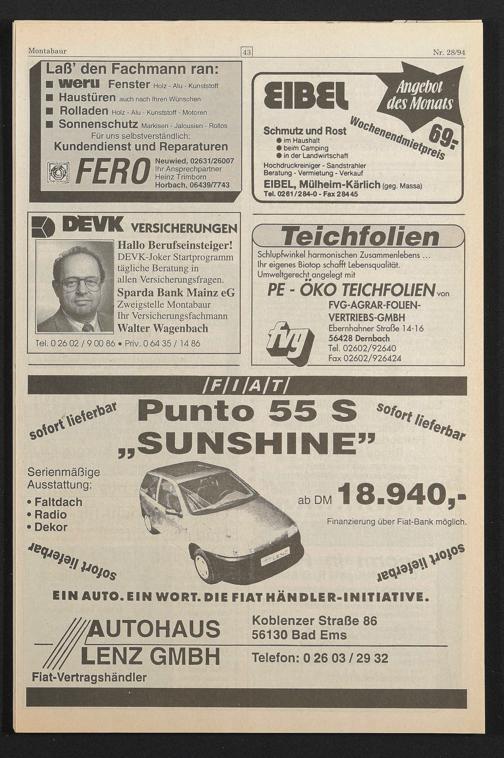 Montabaur
43
Nr. 28/94
Laß' den Fachmann ran:
■ weru Fenster Holz - Alu - Kunststoff
■ Haustüren auch nach Ihren Wünschen
■ Rolladen Holz - Alu - Kunststoff - Motoren
■ Sonnenschutz Markisen - Jalousien - Rollos
Für uns selbstverständlich:
Kundendienst und Reparaturen
FERO
Neuwied, 02631/26007
Ihr Ansprechpartner
Heinz Trimborn
Horbach, 06439/7743
EIBEL
Angebot
des Monats
Schmutz und Rost
● im Haushalt
● beim Camping
● in der Landwirtschaft
Wochenendmietpreis
69.-
Hochdruckreiniger - Sandstrahler
Beratung - Vermietung - Verkauf
EIBEL, Mülheim-Kärlich (geg. Massa)
Tel. 0261/284-0 - Fax 284 45
DEVK VERSICHERUNGEN
Hallo Berufseinsteiger!
DEVK-Joker Startprogramm
tägliche Beratung in
allen Versicherungsfragen.
Sparda Bank Mainz eG
Zweigstelle Montabaur
Ihr Versicherungsfachmann
Walter Wagenbach
Tel. 0 26 02 / 9 00 86 • Priv. 0 64 35 / 14 86
Teichfolien
Schlupfwinkel harmonischen Zusammenlebens ...
Ihr eigenes Biotop schafft Lebensqualität.
Umweltgerecht angelegt mit
PE - ÖKO TEICHFOLIEN von
FVG-AGRAR-FOLIEN-
VERTRIEBS-GMBH
Ebernhahner Straße 14-16
56428 Dernbach
Tel. 02602/92640
Fax 02602/926424
fvg
FIAT
sofort lieferbar
Punto 55 S
sofort lieferbar
„SUNSHINE”
Serienmäßige
Ausstattung:
• Faltdach
• Radio
• Dekor
ab DM 18.940,-
Finanzierung über Fiat-Bank möglich.
sofort lieferbar
sofort lieferbar
EIN AUTO. EIN WORT. DIE FIAT HÄNDLER-INITIATIVE.
AUTOHAUS
LENZ GMBH
Fiat-Vertragshändler
Koblenzer Straße 86
56130 Bad Ems
Telefon: 0 26 03 / 29 32